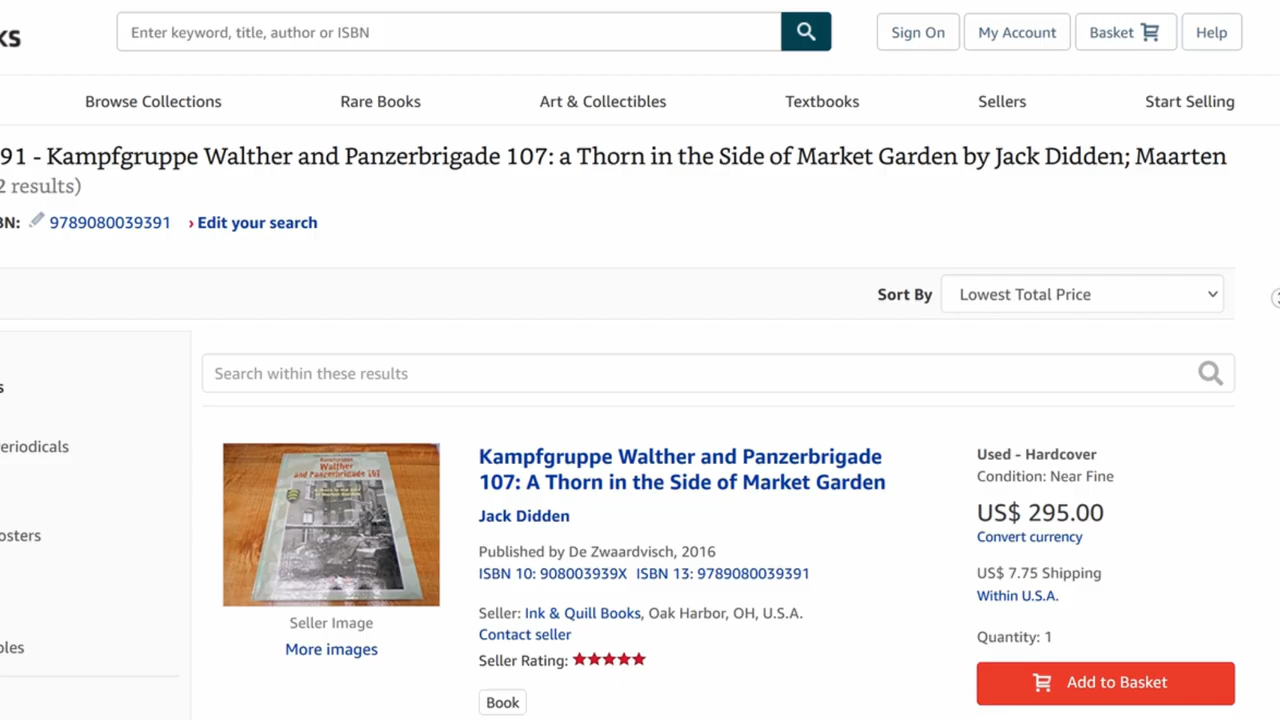 ks
Enter keyword, title, author or ISBN
Sign On
My Account
Basket
Help
Browse Collections
Rare Books
Art & Collectibles
Textbooks
Sellers
Start Selling
91 - Kampfgruppe Walther and Panzerbrigade 107: a Thorn in the Side of Market Garden by Jack Didden; Maarten
2 results)
BN: 9789080039391 › Edit your search
Sort By Lowest Total Price
s
Search within these results
eriodicals
osters
les
Kampfgruppe
Walther
and Panzerbrigade 107
Seller Image
More images
Kampfgruppe Walther and Panzerbrigade
107: A Thorn in the Side of Market Garden
Jack Didden
Published by De Zwaardvisch, 2016
ISBN 10: 908003939X ISBN 13: 9789080039391
Seller: Ink & Quill Books, Oak Harbor, OH, U.S.A.
Contact seller
Seller Rating:
Book
Used - Hardcover
Condition: Near Fine
US$ 295.00
Convert currency
US$ 7.75 Shipping
Within U.S.A.
Quantity: 1
Add to Basket